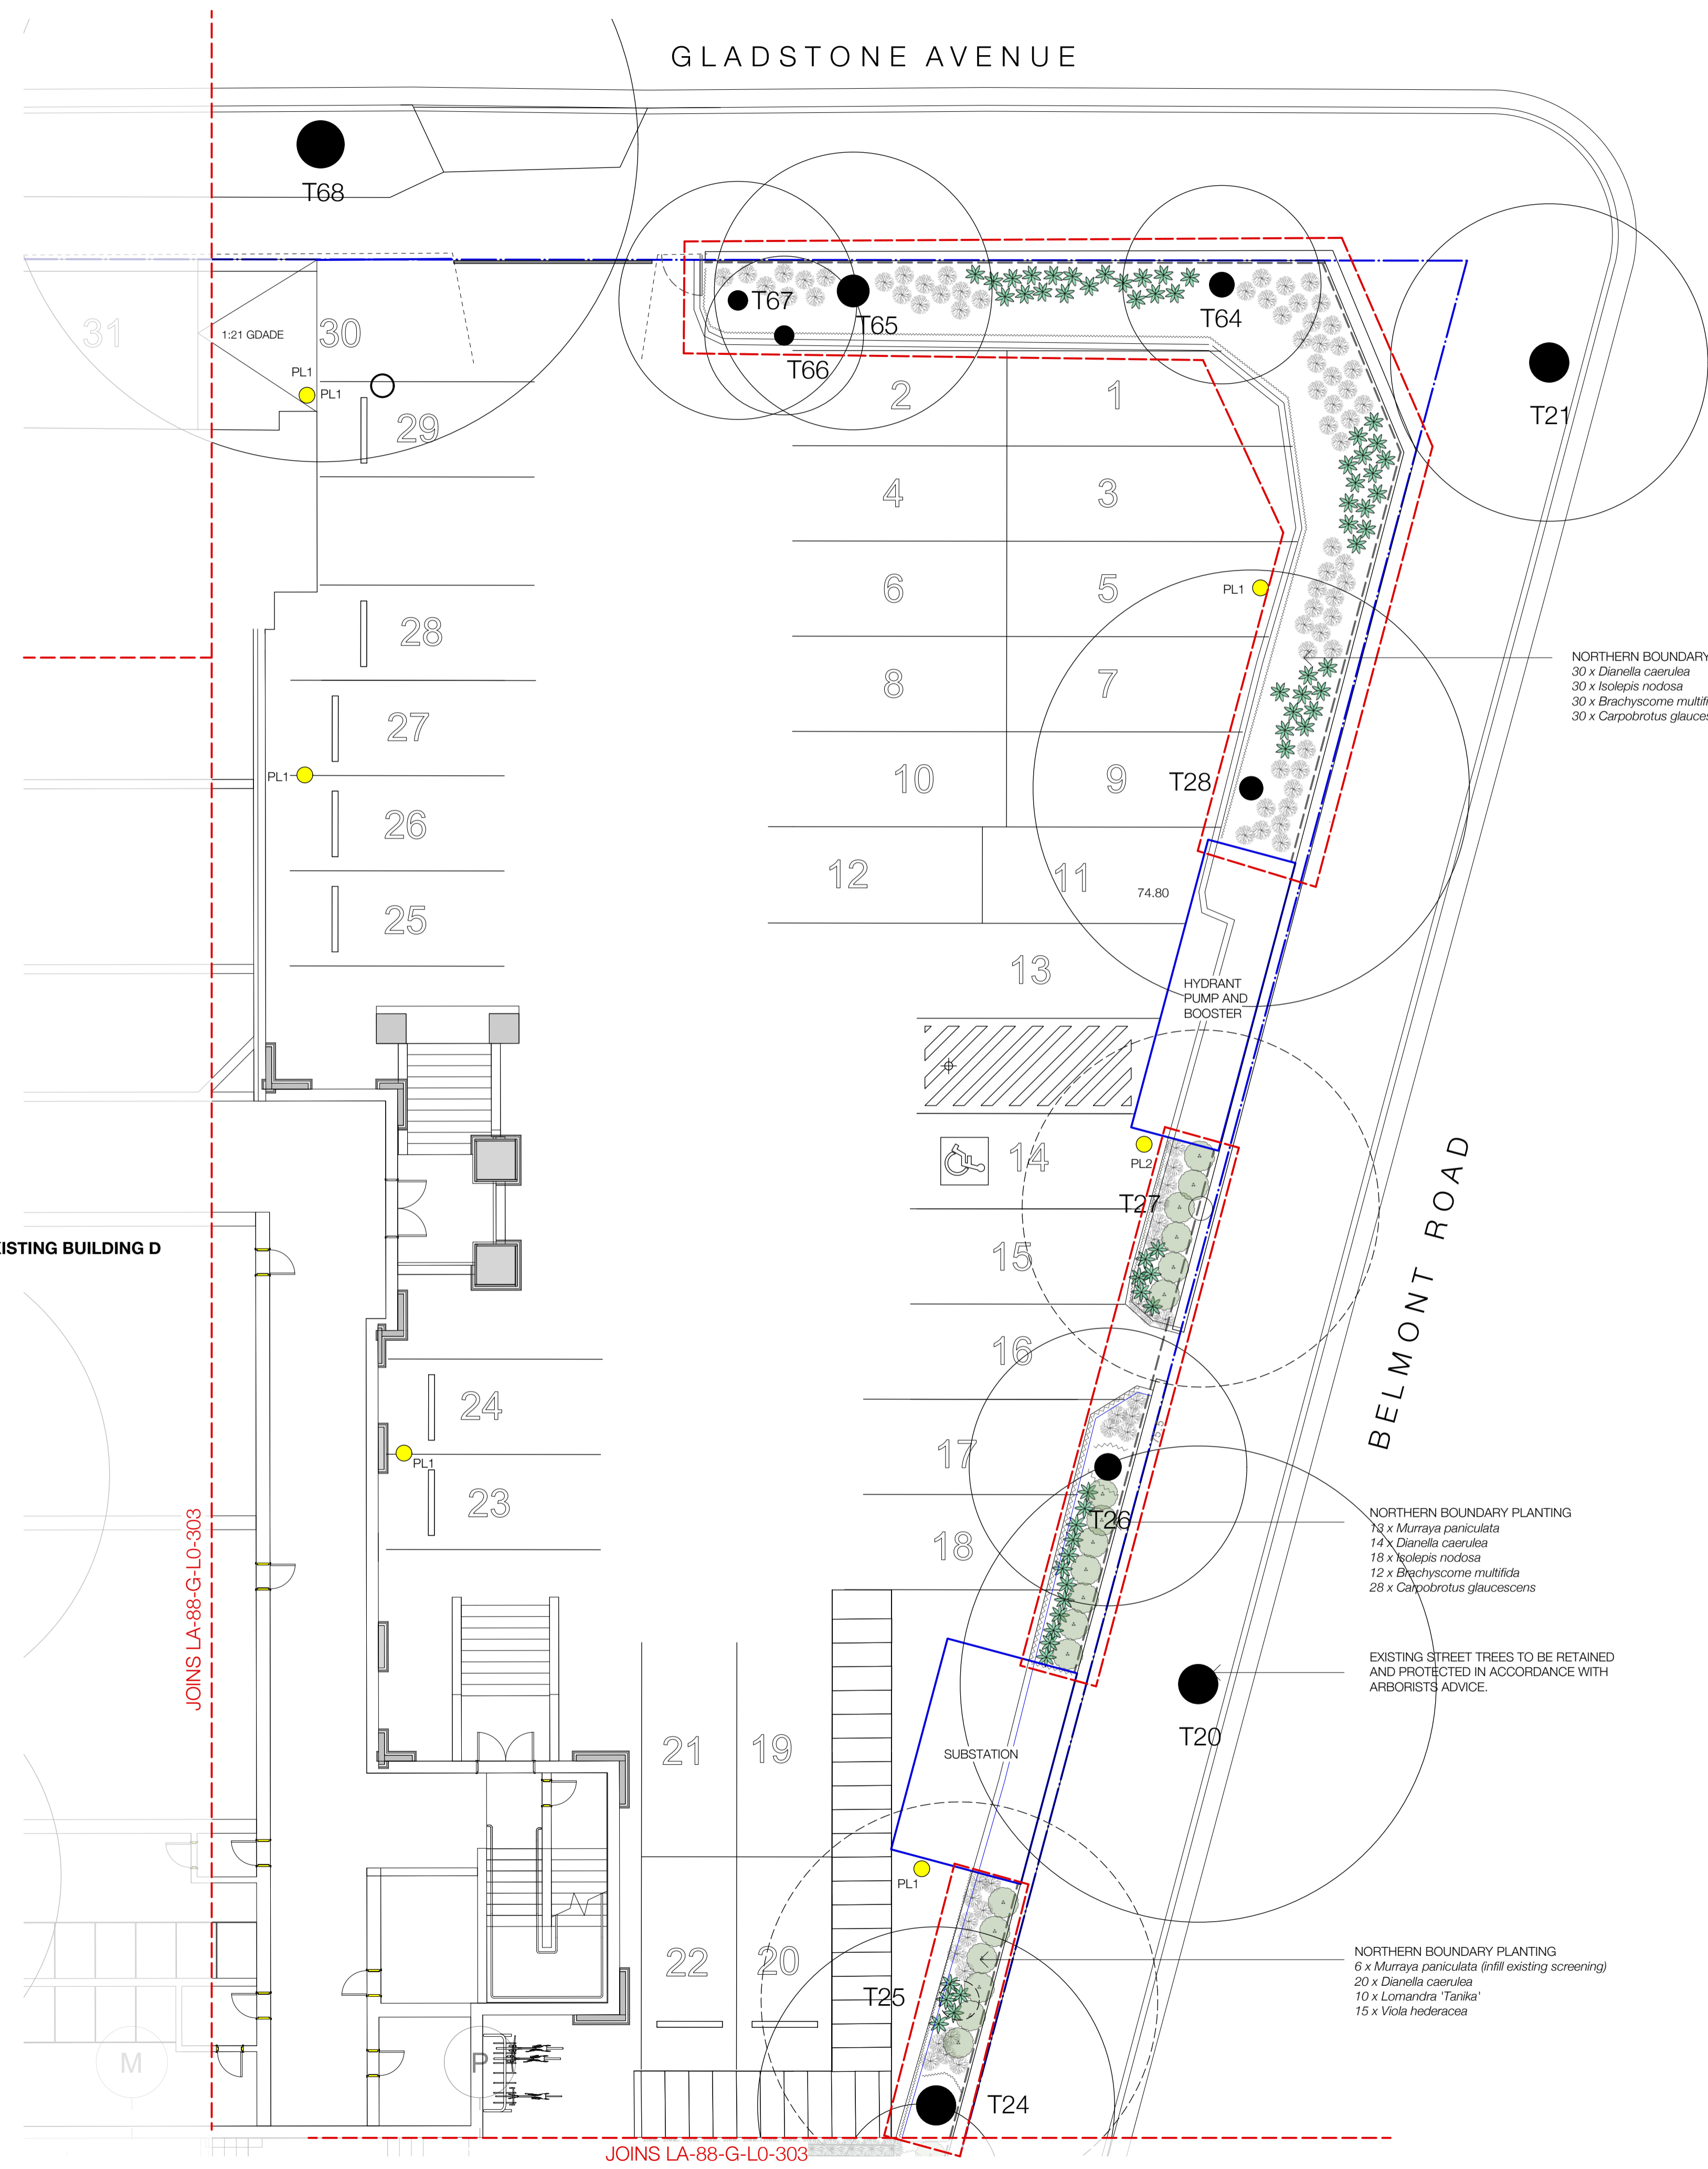 GLADSTONE AVENUE
T68
T67
T65
T66
T64
T21
31
1:21 GDADE
30
PL1
PL1
29
2
1
4
3
28
6
5
PL1
8
7
27
PL1
10
9
T28
26
12
11
74.80
25
13
NORTHERN BOUNDARY
30 x Dianella caerulea
30 x Isolepis nodosa
30 x Brachyscome multifi
30 x Carpobrotus glauces
HYDRANT
PUMP AND
BOOSTER
14
PL2
T27
15
ISTING BUILDING D
16
BELMONT ROAD
24
PL1
17
23
T26
18
NORTHERN BOUNDARY PLANTING
13 x Murraya paniculata
14 x Dianella caerulea
18 x Isolepis nodosa
12 x Brachyscome multifida
28 x Carpobrotus glaucescens
JOINS LA-88-G-L0-303
EXISTING STREET TREES TO BE RETAINED
AND PROTECTED IN ACCORDANCE WITH
ARBORISTS ADVICE.
T20
21
19
SUBSTATION
PL1
22
20
T25
NORTHERN BOUNDARY PLANTING
6 x Murraya paniculata (infill existing screening)
20 x Dianella caerulea
10 x Lomandra 'Tanika'
15 x Viola hederacea
M
P
T24
JOINS LA-88-G-L0-303